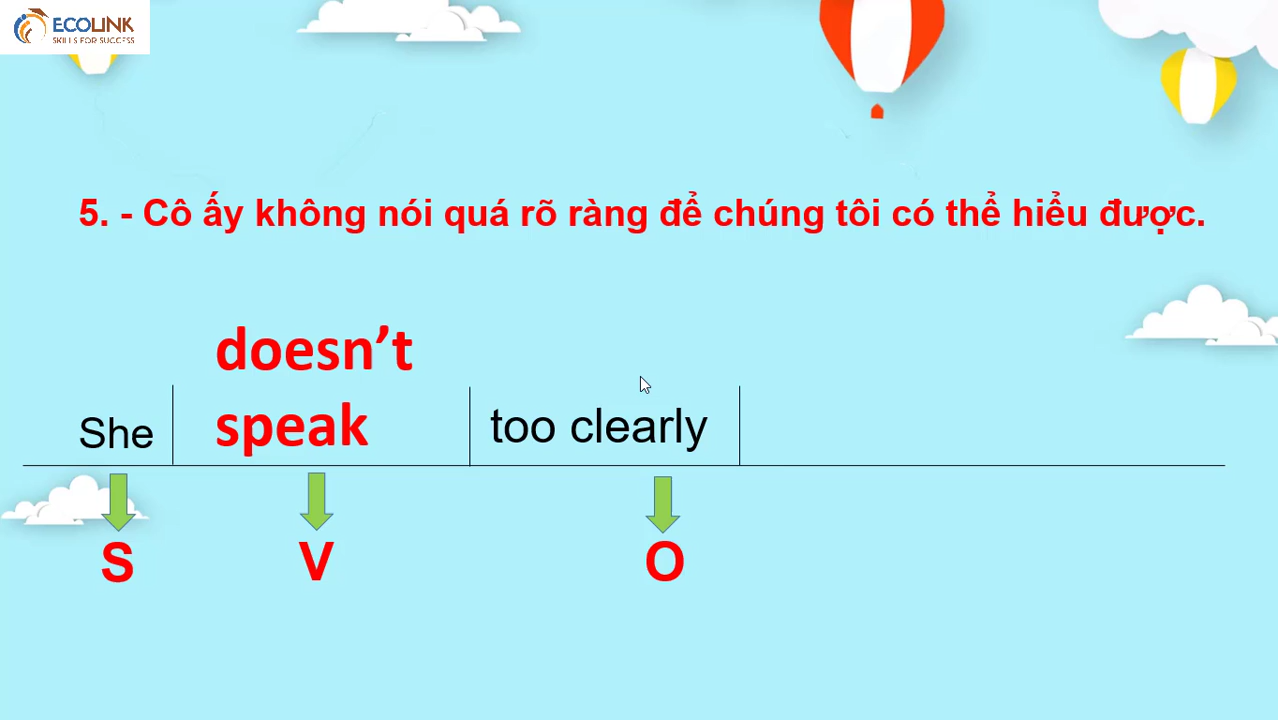 ECOLINK
SKILLS FOR SUCCESS
5. - Cô ấy không nói quá rõ ràng để chúng tôi có thể hiểu được.
doesn’t
She speak too clearly
S V O